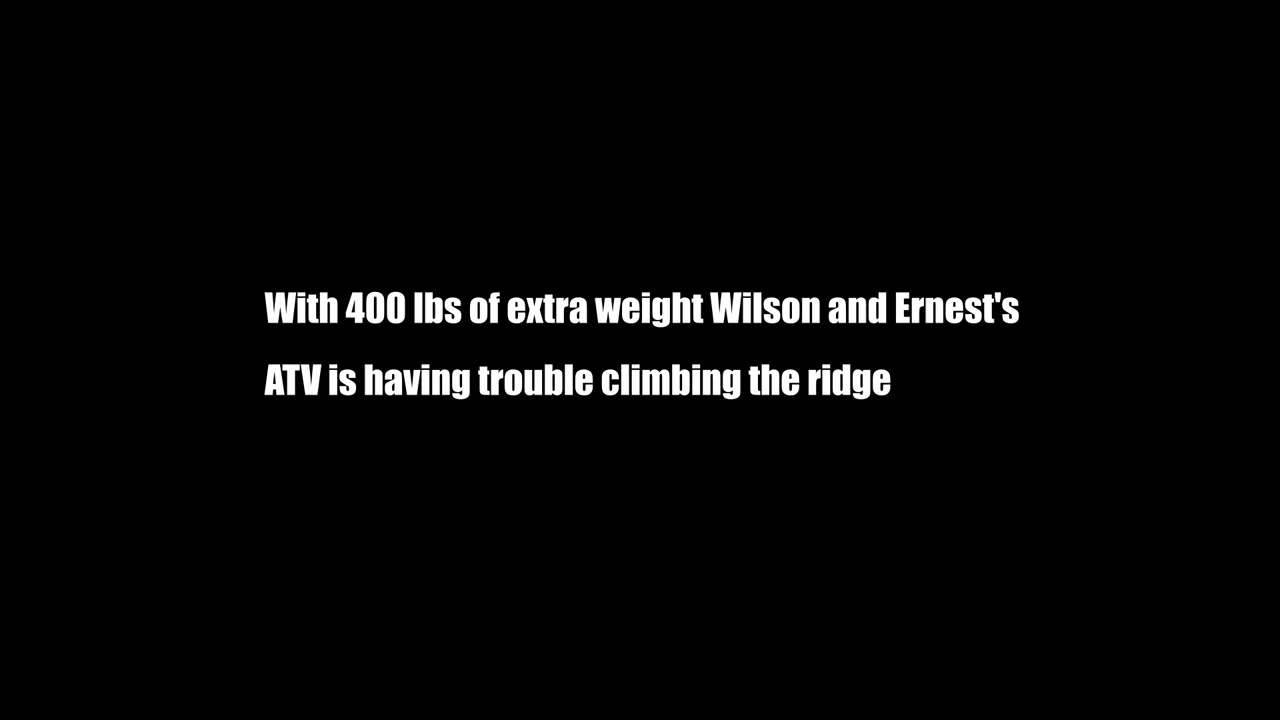 With 400 lbs of extra weight Wilson and Ernest's
ATV is having trouble climbing the ridge